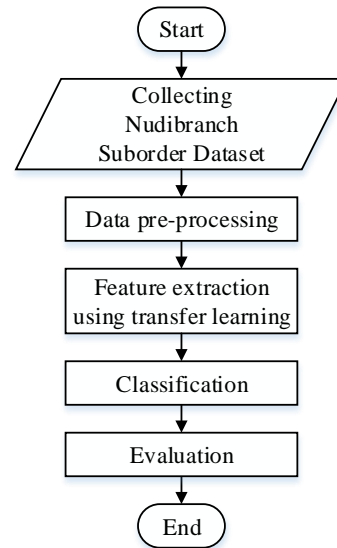 Start
Collecting
Nudibranch
Suborder Dataset
Data pre-processing
Feature extraction
using transfer learning
Classification
Evaluation
End